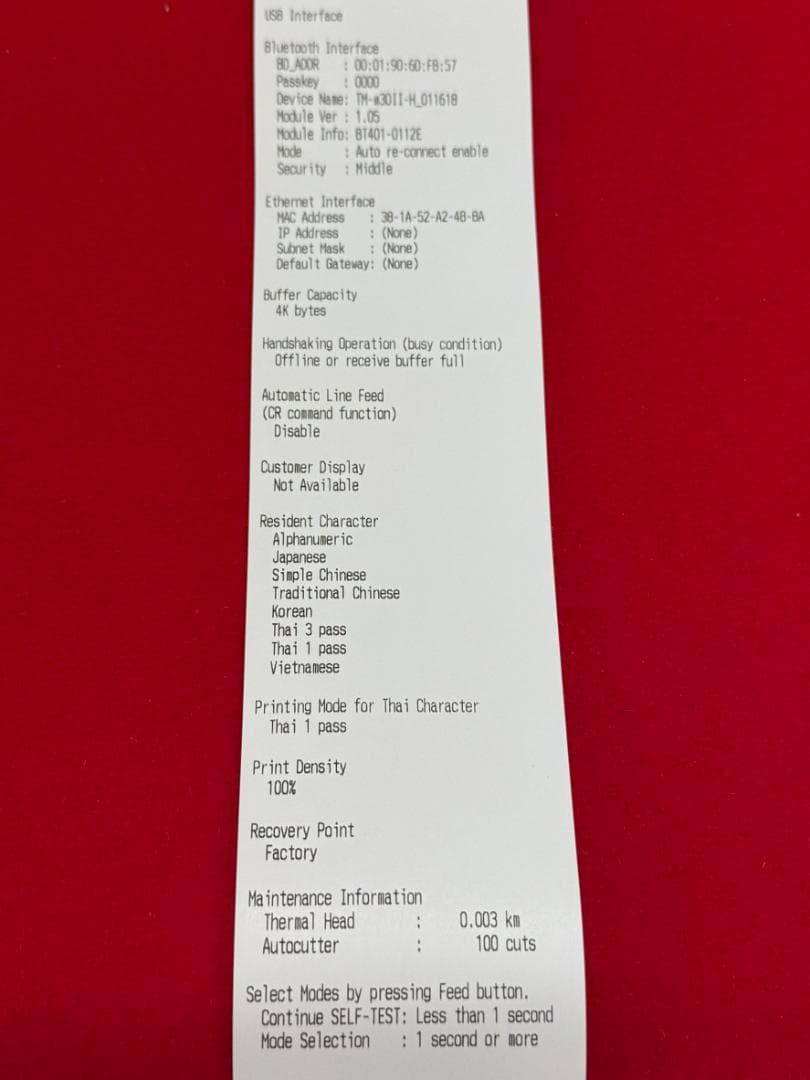 USB Interface
Bluetooth Interface
BD_ADDR : 00:01:90:6D:FB:57
Passkey : 0000
Device Name: TM-m30II-H_011618
Module Ver : 1.05
Module Info: BT401-0112E
Mode : Auto re-connect enable
Security : Middle
Ethernet Interface
MAC Address : 38-1A-52-A2-4B-8A
IP Address : (None)
Subnet Mask : (None)
Default Gateway: (None)
Buffer Capacity
4K bytes
Handshaking Operation (busy condition)
Offline or receive buffer full
Automatic Line Feed
(CR command function)
Disable
Customer Display
Not Available
Resident Character
Alphanumeric
Japanese
Simple Chinese
Traditional Chinese
Korean
Thai 3 pass
Thai 1 pass
Vietnamese
Printing Mode for Thai Character
Thai 1 pass
Print Density
100%
Recovery Point
Factory
Maintenance Information
Thermal Head : 0.003 km
Autocutter : 100 cuts
Select Modes by pressing Feed button.
Continue SELF-TEST: Less than 1 second
Mode Selection : 1 second or more